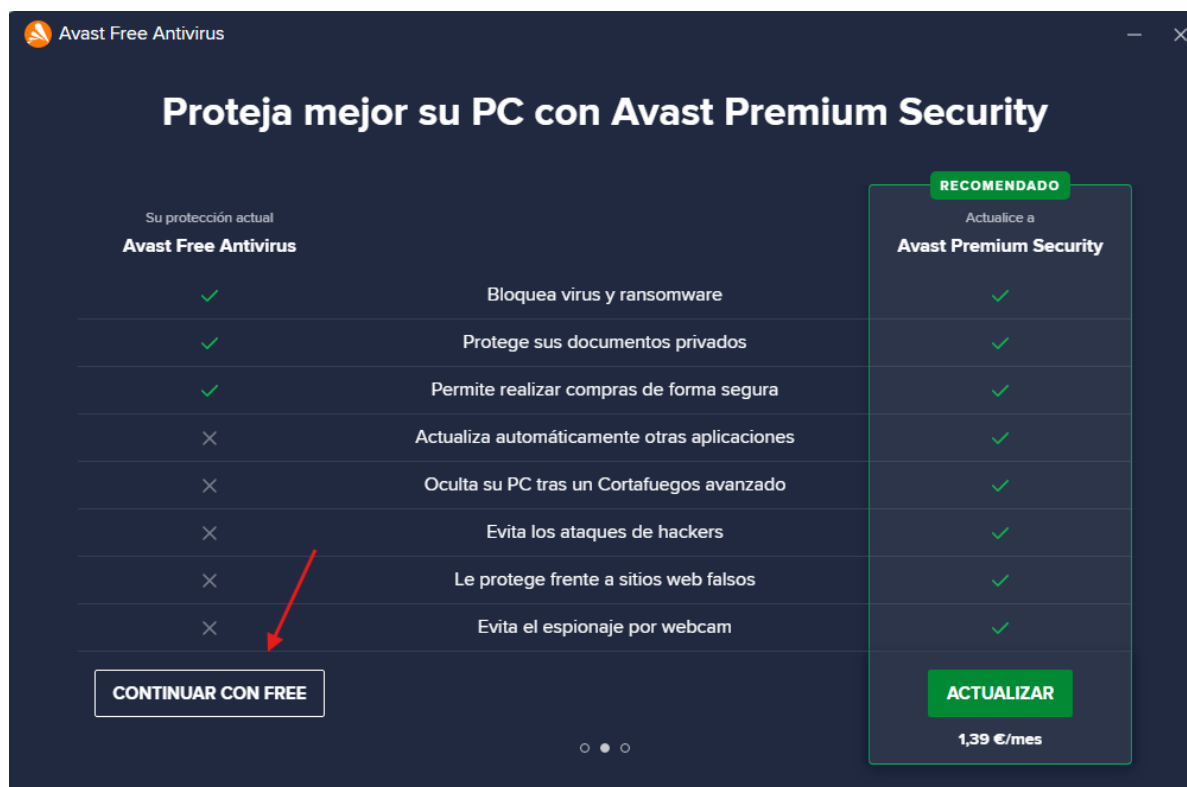 Avast Free Antivirus
Proteja mejor su PC con Avast Premium Security
RECOMENDADO
Su protección actual
Avast Free Antivirus
Actualice a
Avast Premium Security
Bloquea virus y ransomware
Protege sus documentos privados
Permite realizar compras de forma segura
Actualiza automáticamente otras aplicaciones
Oculta su PC tras un Cortafuegos avanzado
Evita los ataques de hackers
Le protege frente a sitios web falsos
Evita el espionaje por webcam
CONTINUAR CON FREE
ACTUALIZAR
1,39 €/mes